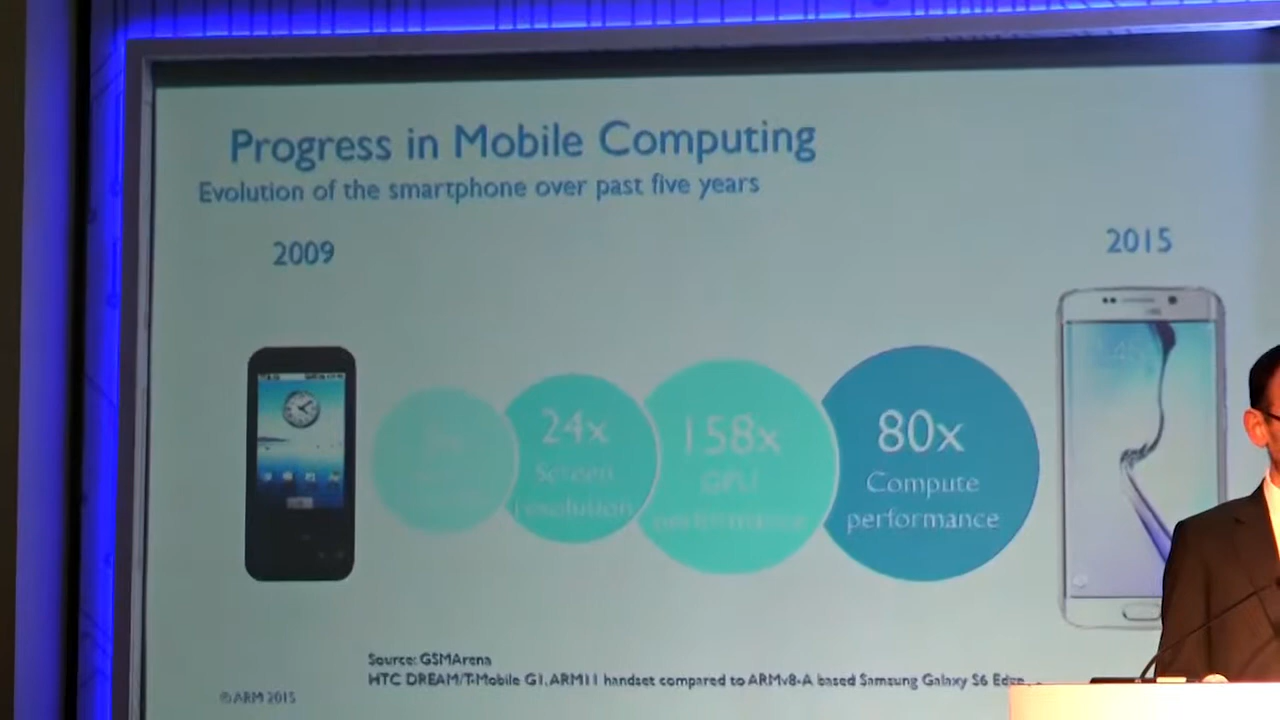 Progress in Mobile Computing
Evolution of the smartphone over past five years
2009
2015
24x
Screen
resolution
158x
GPU
performance
80x
Compute
performance
Source: GSMArena
HTC DREAM/T-Mobile G1, ARM11 handset compared to ARMv8-A based Samsung Galaxy S6 Edge
© ARM 2015